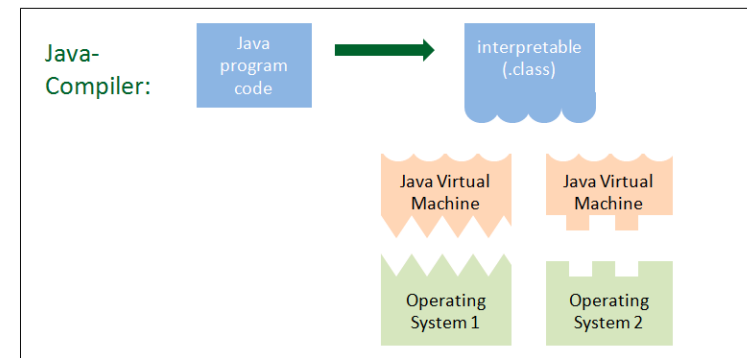 Java-
Compiler:
Java
program
code
interpretable
(.class)
Java Virtual
Machine
Java Virtual
Machine
Operating
System 1
Operating
System 2